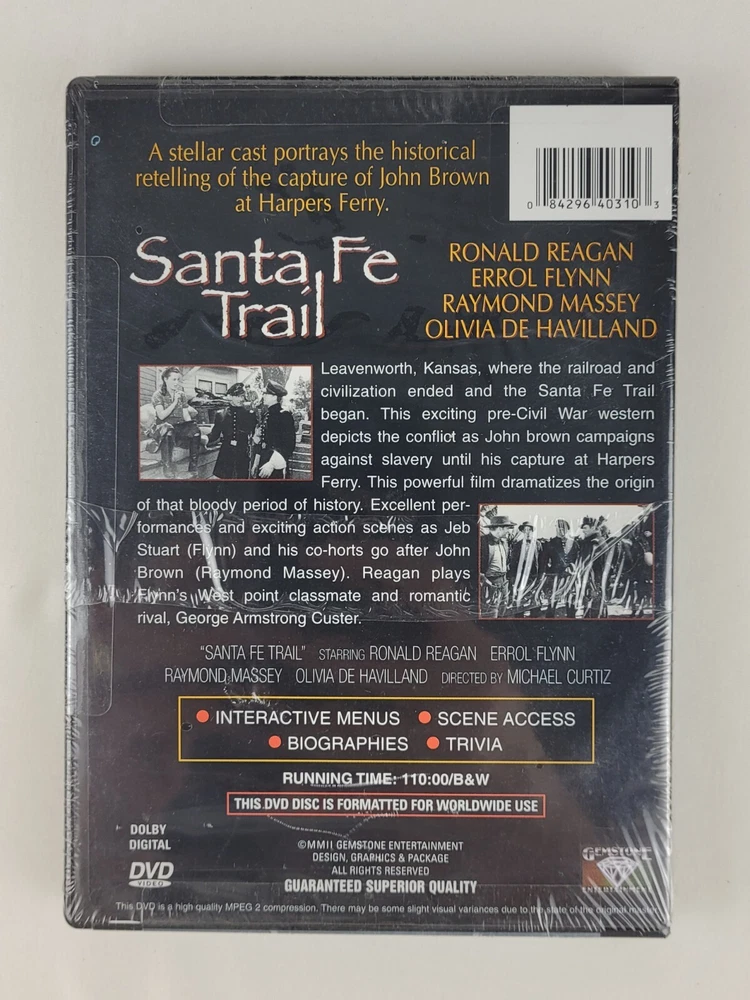 A stellar cast portrays the historical
retelling of the capture of John Brown
at Harpers Ferry.
0 84296 40310 3
Santa Fe
Trail
RONALD REAGAN
ERROL FLYNN
RAYMOND MASSEY
OLIVIA DE HAVILLAND
Leavenworth, Kansas, where the railroad and
civilization ended and the Santa Fe Trail
began. This exciting pre-Civil War western
depicts the conflict as John brown campaigns
against slavery until his capture at Harpers
Ferry. This powerful film dramatizes the origin
of that bloody period of history. Excellent per-
formances and exciting action scenes as Jeb
Stuart (Flynn) and his co-horts go after John
Brown (Raymond Massey). Reagan plays
Flynn's West point classmate and romantic
rival, George Armstrong Custer.
"SANTA FE TRAIL" STARRING RONALD REAGAN ERROL FLYNN
RAYMOND MASSEY OLIVIA DE HAVILLAND DIRECTED BY MICHAEL CURTIZ
INTERACTIVE MENUS SCENE ACCESS
BIOGRAPHIES TRIVIA
RUNNING TIME: 110:00/B&W
THIS DVD DISC IS FORMATTED FOR WORLDWIDE USE
DOLBY
DIGITAL
DVD
VIDEO
©MMII GEMSTONE ENTERTAINMENT
DESIGN, GRAPHICS & PACKAGE
ALL RIGHTS RESERVED
GUARANTEED SUPERIOR QUALITY
GEMSTONE
ENTERTAINMENT
This DVD is a high quality MPEG 2 compression. There may be some slight visual variances due to the state of the original master.